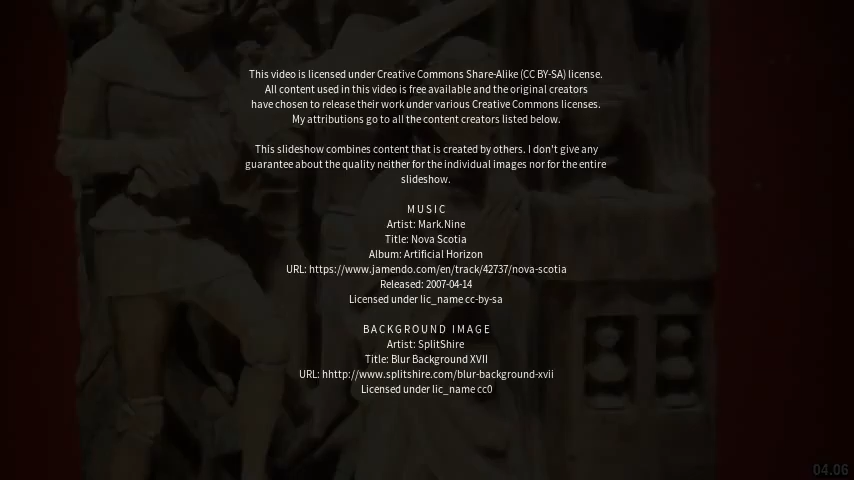 This video is licensed under Creative Commons Share-Alike (CC BY-SA) license.
All content used in this video is free available and the original creators
have chosen to release their work under various Creative Commons licenses.
My attributions go to all the content creators listed below.
This slideshow combines content that is created by others. I don't give any
guarantee about the quality neither for the individual images nor for the entire
slideshow.
MUSIC
Artist: Mark.Nine
Title: Nova Scotia
Album: Artificial Horizon
URL: https://www.jamendo.com/en/track/42737/nova-scotia
Released: 2007-04-14
Licensed under lic_name cc-by-sa
BACKGROUND IMAGE
Artist: SplitShire
Title: Blur Background XVII
URL: hhttp://www.splitshire.com/blur-background-xvii
Licensed under lic_name cc0
04.06